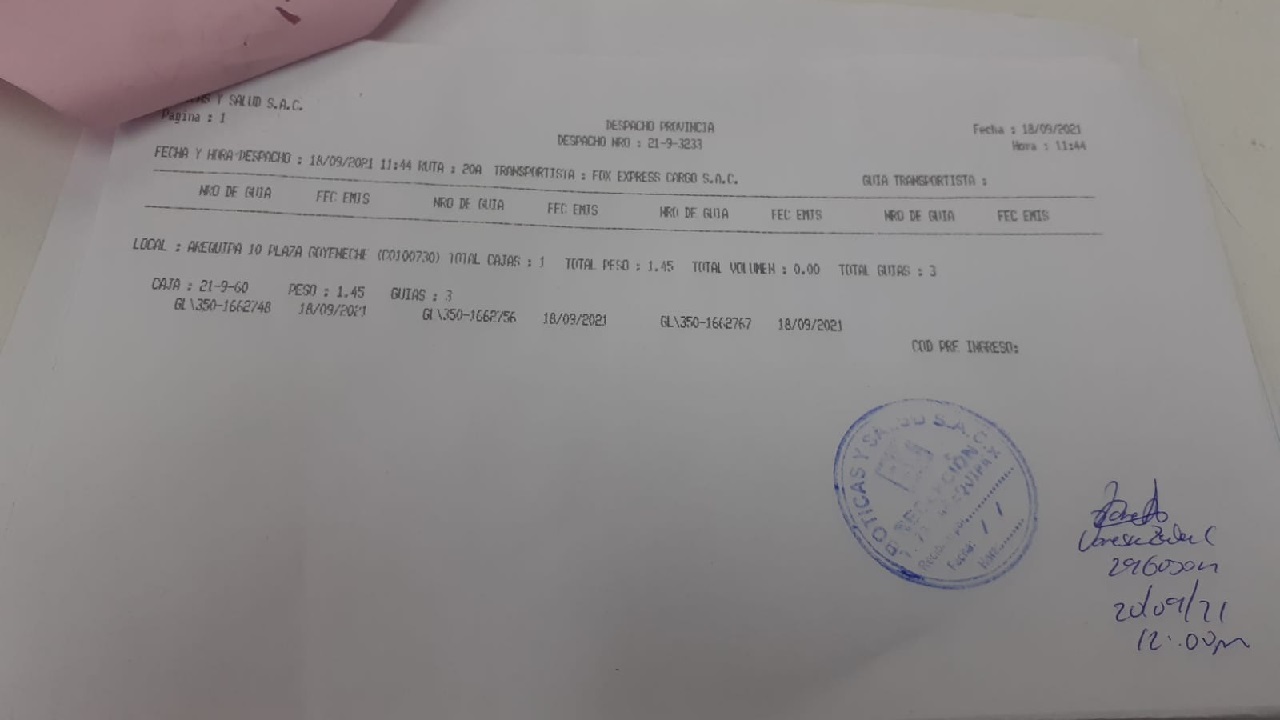 Y SALUD S.A.C.
Pagina : 1
DESPACHO PROVINCIA
DESPACHO NRO : 21-9-3233
Fecha : 18/09/2021
Hora : 11:44
FECHA Y HORA DESPACHO : 18/09/2021 11:44 RUTA : 20A TRANSPORTISTA : FOX EXPRESS CARGO S.A.C. GUIA TRANSPORTISTA :
NRO DE GUIA FEC EMIS NRO DE GUIA FEC EMIS NRO DE GUIA FEC EMIS NRO DE GUIA FEC EMIS
LOCAL : AREQUIPA 10 PLAZA GOYENECHE (C0100730) TOTAL CAJAS : 1 TOTAL PESO : 1.45 TOTAL VOLUMEN : 0.00 TOTAL GUIAS : 3
CAJA : 21-9-60 PESO : 1.45 GUIAS : 3
GL\350-1662748 18/09/2021 GL\350-1662756 18/09/2021 GL\350-1662767 18/09/2021
COD PRE INGRESO:
BOTICAS Y SALUD S.A.C.
RECEPCIÓN
Fecha: / /
Hora:
20/09/21
12:00pm